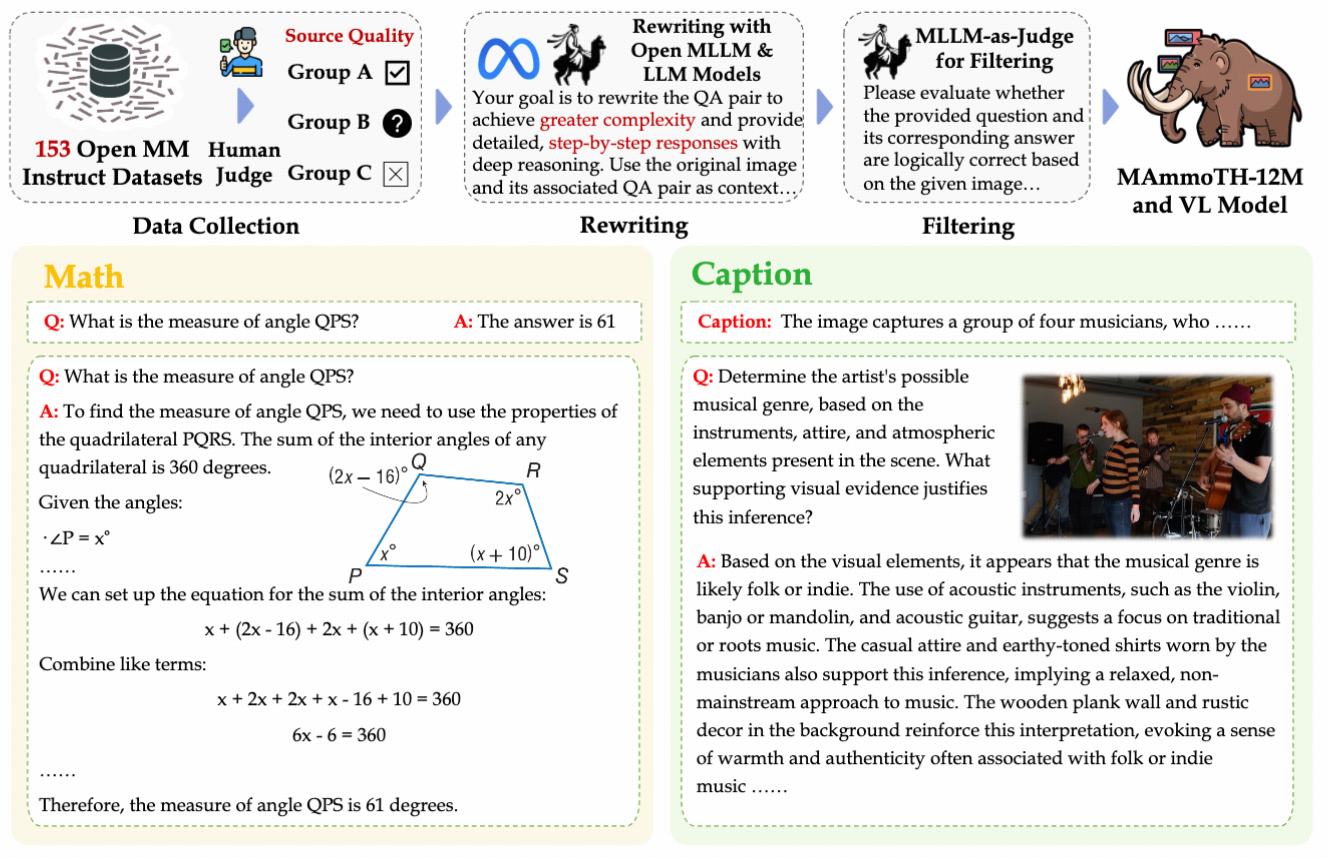 Source Quality
Group A
Group B
?
Group C
153 Open MM
Instruct Datasets
Human
Judge
Data Collection
Rewriting with
Open MLLM &
LLM Models
Your goal is to rewrite the QA pair to
achieve greater complexity and provide
detailed, step-by-step responses with
deep reasoning. Use the original image
and its associated QA pair as context…
Rewriting
MLLM-as-Judge
for Filtering
Please evaluate whether
the provided question and
its corresponding answer
are logically correct based
on the given image…
Filtering
MAmmoTH-12M
and VL Model
Math
Q: What is the measure of angle QPS? A: The answer is 61
Q: What is the measure of angle QPS?
A: To find the measure of angle QPS, we need to use the properties of
the quadrilateral PQRS. The sum of the interior angles of any
quadrilateral is 360 degrees.
Given the angles:
·∠P = x°
……
(2x – 16)° Q
R
2x°
x°
(x + 10)°
P
S
We can set up the equation for the sum of the interior angles:
x + (2x - 16) + 2x + (x + 10) = 360
Combine like terms:
x + 2x + 2x + x - 16 + 10 = 360
6x - 6 = 360
……
Therefore, the measure of angle QPS is 61 degrees.
Caption
Caption: The image captures a group of four musicians, who ……
Q: Determine the artist's possible
musical genre, based on the
instruments, attire, and atmospheric
elements present in the scene. What
supporting visual evidence justifies
this inference?
A: Based on the visual elements, it appears that the musical genre is
likely folk or indie. The use of acoustic instruments, such as the violin,
banjo or mandolin, and acoustic guitar, suggests a focus on traditional
or roots music. The casual attire and earthy-toned shirts worn by the
musicians also support this inference, implying a relaxed, non-
mainstream approach to music. The wooden plank wall and rustic
decor in the background reinforce this interpretation, evoking a sense
of warmth and authenticity often associated with folk or indie
music ……